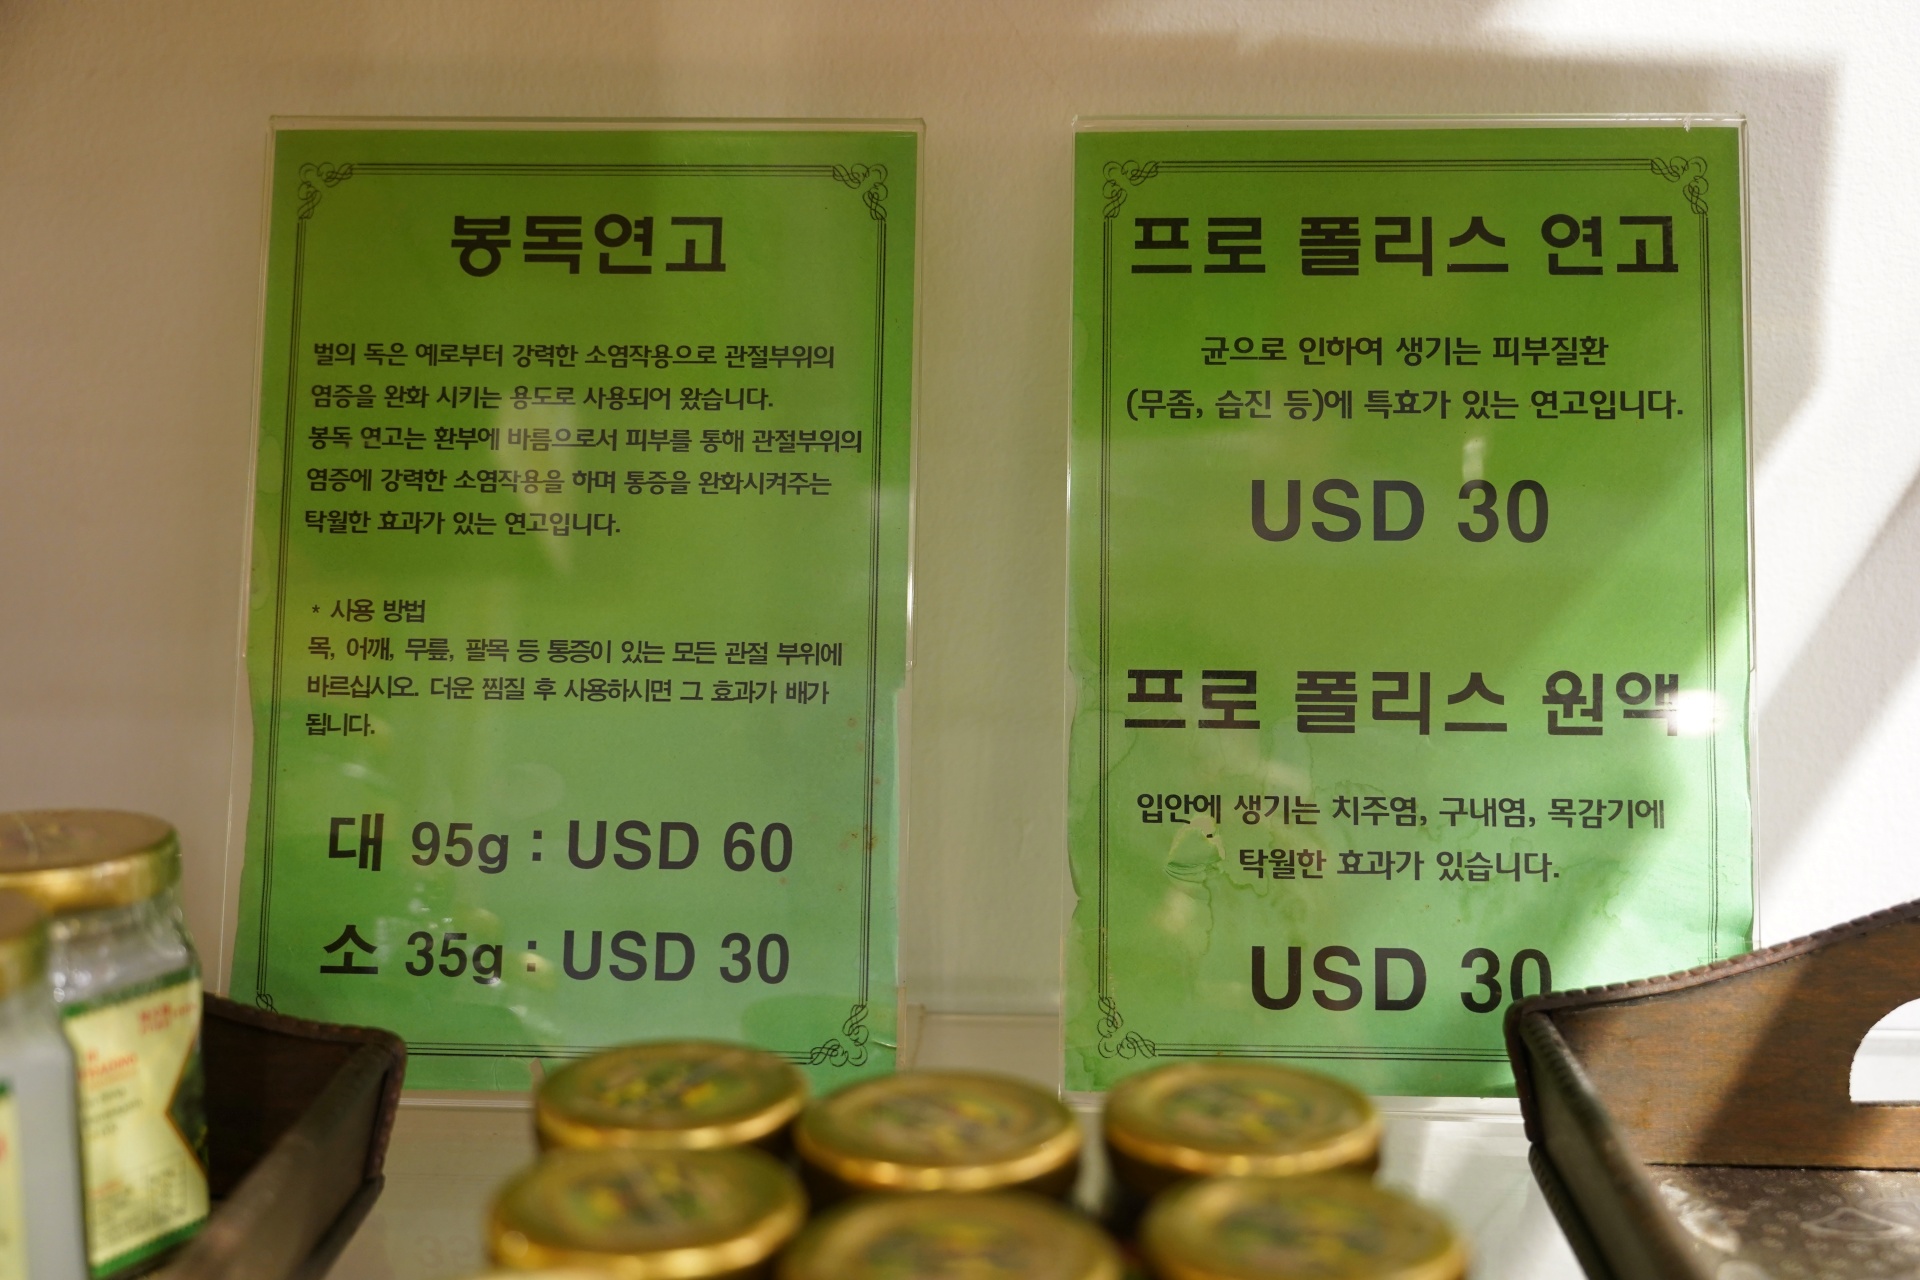 봉독연고
벌의 독은 예로부터 강력한 소염작용으로 관절부위의
염증을 완화 시키는 용도로 사용되어 왔습니다.
봉독 연고는 환부에 바름으로서 피부를 통해 관절부위의
염증에 강력한 소염작용을 하며 통증을 완화시켜주는
탁월한 효과가 있는 연고입니다.
* 사용 방법
목, 어깨, 무릎, 팔목 등 통증이 있는 모든 관절 부위에
바르십시오. 더운 찜질 후 사용하시면 그 효과가 배가
됩니다.
대 95g : USD 60
소 35g : USD 30
프로 폴리스 연고
균으로 인하여 생기는 피부질환
(무좀, 습진 등)에 특효가 있는 연고입니다.
USD 30
프로 폴리스 원액
입안에 생기는 치주염, 구내염, 목감기에
탁월한 효과가 있습니다.
USD 30